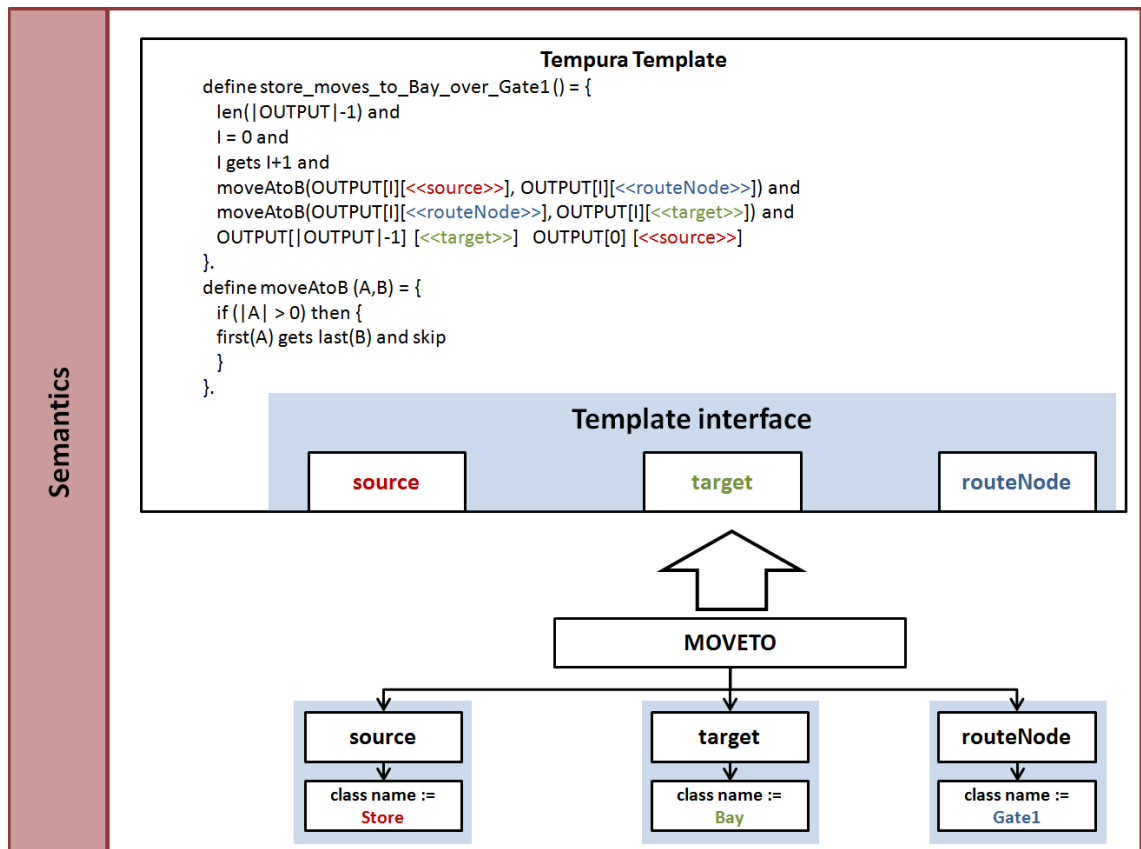 Semantics
Tempura Template
define store_moves_to_Bay_over_Gate1 () = {
len(|OUTPUT|-1) and
I = 0 and
I gets I+1 and
moveAtoB(OUTPUT[I][<<source>>], OUTPUT[I][<<routeNode>>]) and
moveAtoB(OUTPUT[I][<<routeNode>>], OUTPUT[I][<<target>>]) and
OUTPUT[|OUTPUT|-1] [<<target>>] OUTPUT[0] [<<source>>]
}.
define moveAtoB (A,B) = {
if (|A| > 0) then {
first(A) gets last(B) and skip
}
}.
Template interface
source target routeNode
MOVETO
source target routeNode
class name := class name := class name :=
Store Bay Gate1